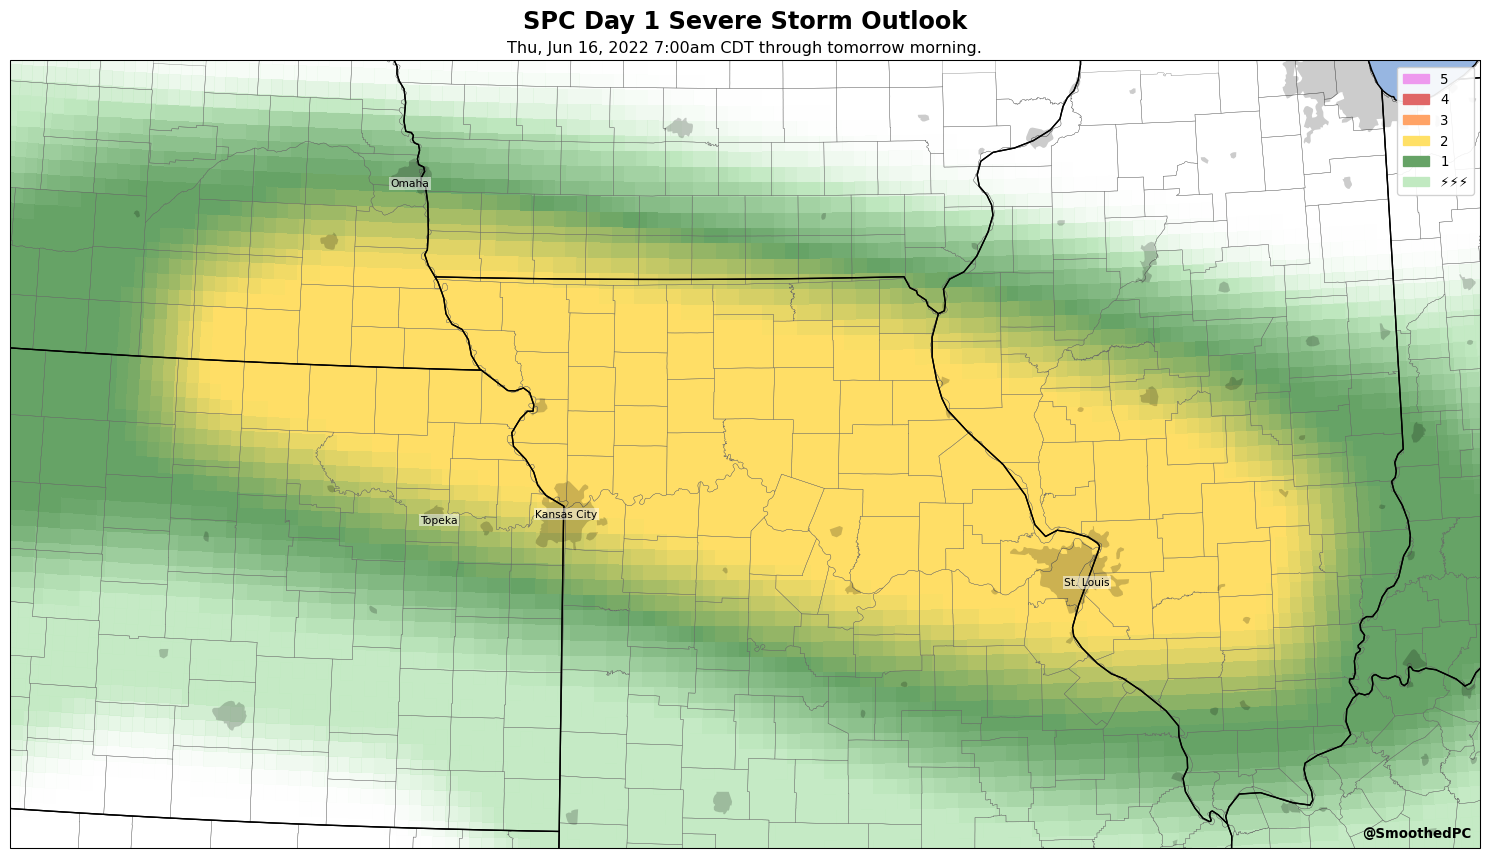 SPC Day 1 Severe Storm Outlook
Thu, Jun 16, 2022 7:00am CDT through tomorrow morning.
5
4
3
2
1
⚡⚡⚡
Omaha
Topeka
Kansas City
St. Louis
@SmoothedPC